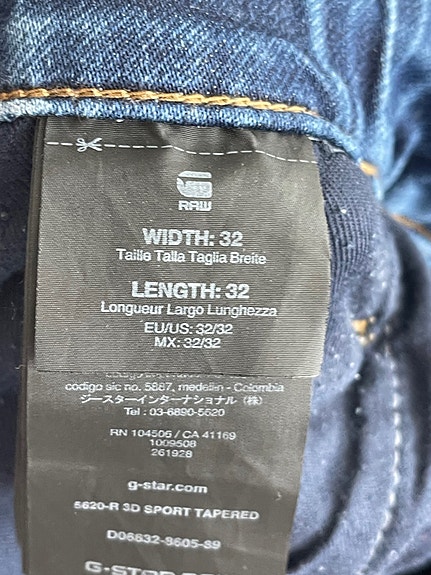 RAW
WIDTH: 32
Taille Talla Taglia Breite
LENGTH: 32
Longueur Largo Lunghezza
EU/US: 32/32
MX: 32/32
codigo sic no. 5887, medellin - Colombia
ジースターインターナショナル（株）
Tel : 03-6890-5620
RN 104506 / CA 41169
1009508
261928
g-star.com
5620-R 3D SPORT TAPERED
D06632-8605-89
G-STAR